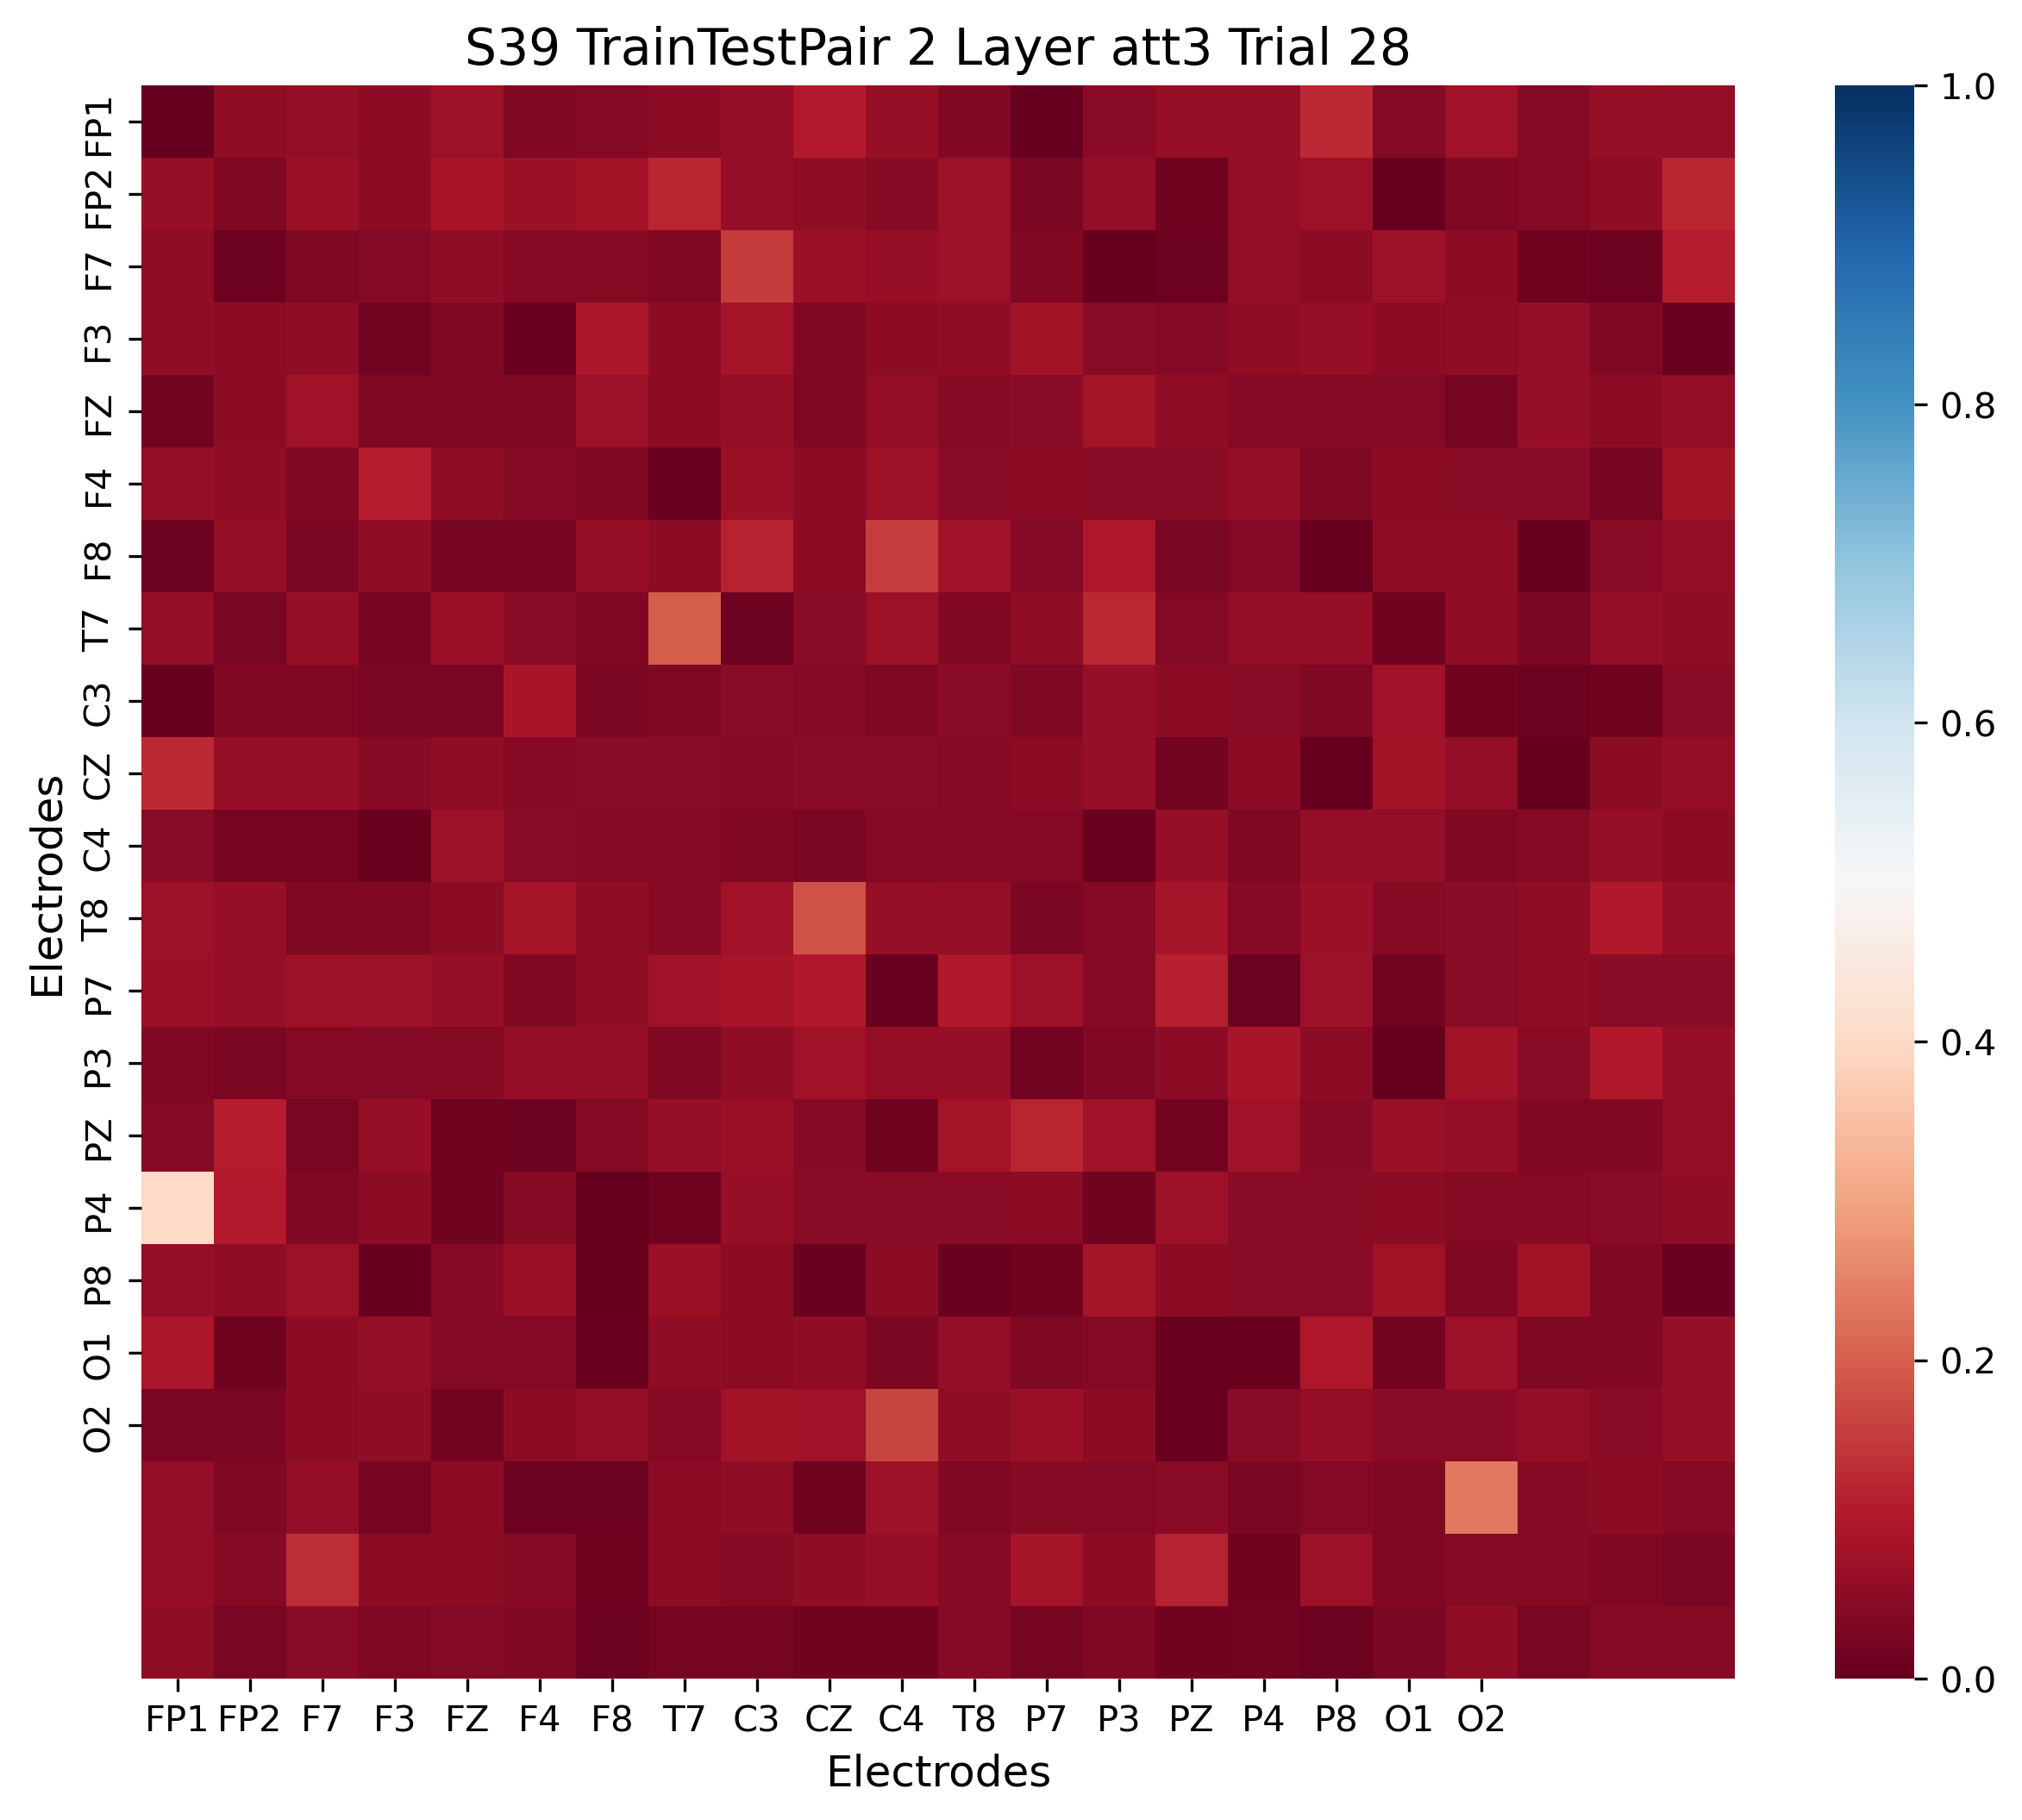 S39 TrainTestPair 2 Layer att3 Trial 28
Electrodes
FP1
FP2
F7
F3
FZ
F4
F8
T7
C3
CZ
C4
T8
P7
P3
PZ
P4
P8
O1
O2
FP1 FP2 F7 F3 FZ F4 F8 T7 C3 CZ C4 T8 P7 P3 PZ P4 P8 O1 O2
Electrodes
1.0
0.8
0.6
0.4
0.2
0.0